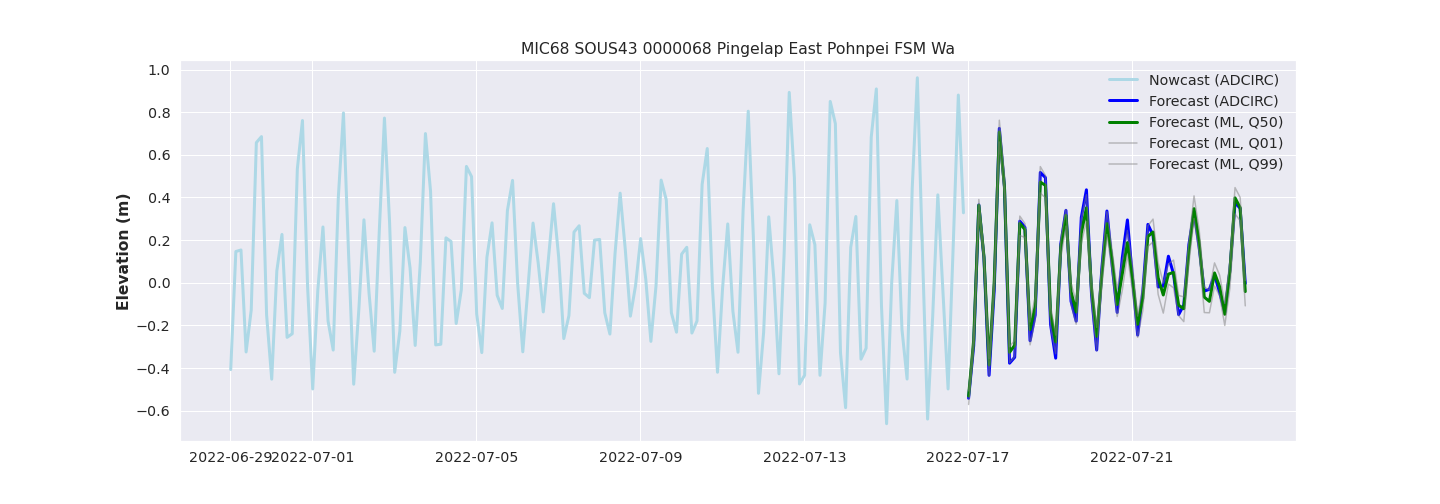 MIC68 SOUS43 0000068 Pingelap East Pohnpei FSM Wa
Elevation (m)
1.0
0.8
0.6
0.4
0.2
0.0
−0.2
−0.4
−0.6
Nowcast (ADCIRC)
Forecast (ADCIRC)
Forecast (ML, Q50)
Forecast (ML, Q01)
Forecast (ML, Q99)
2022-06-29 2022-07-01 2022-07-05 2022-07-09 2022-07-13 2022-07-17 2022-07-21